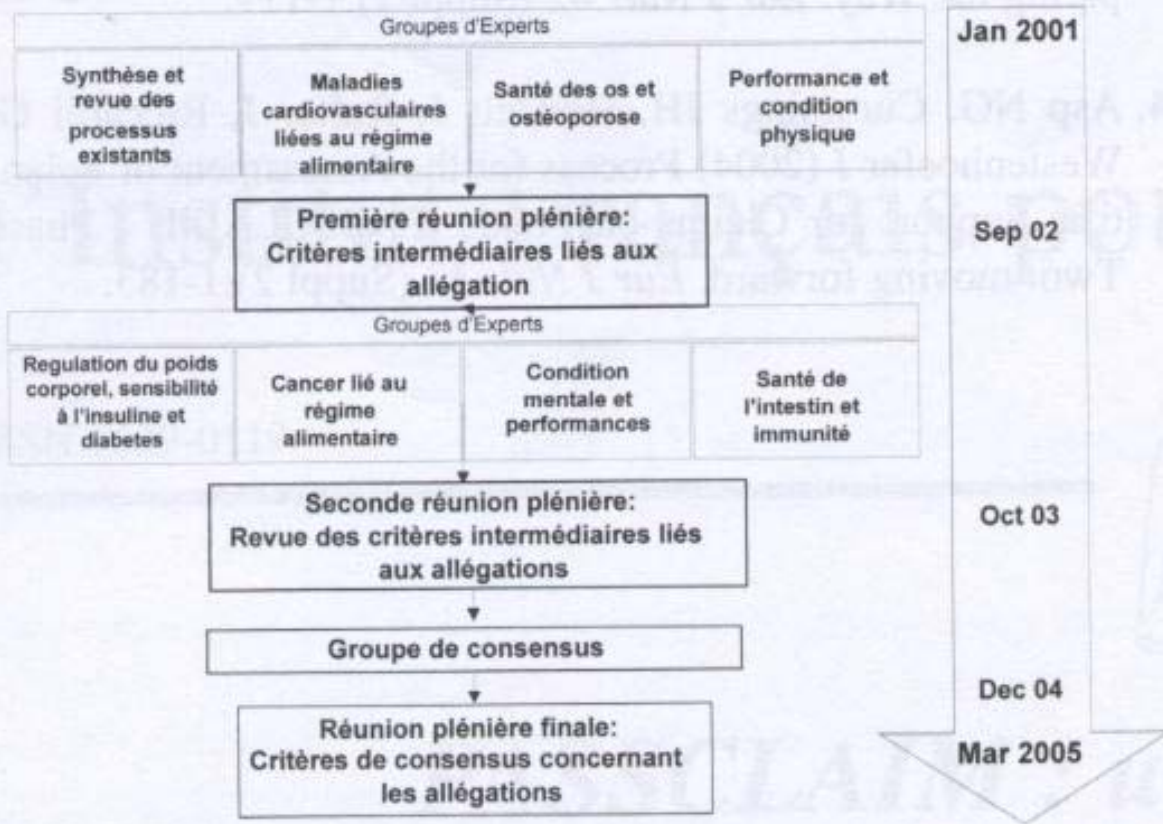 Groupes d'Experts
Jan 2001
Synthèse et
revue des
processus
existants
Maladies
cardiovasculaires
liées au régime
alimentaire
Santé des os et
ostéoporose
Performance et
condition
physique
Première réunion plénière:
Critères intermédiaires liés aux
allégation
Sep 02
Groupes d'Experts
Regulation du poids
corporel, sensibilité
à l'insuline et
diabetes
Cancer lié au
régime
alimentaire
Condition
mentale et
performances
Santé de
l'intestin et
immunité
Seconde réunion plénière:
Revue des critères intermédiaires liés
aux allégations
Oct 03
Groupe de consensus
Dec 04
Réunion plénière finale:
Critères de consensus concernant
les allégations
Mar 2005